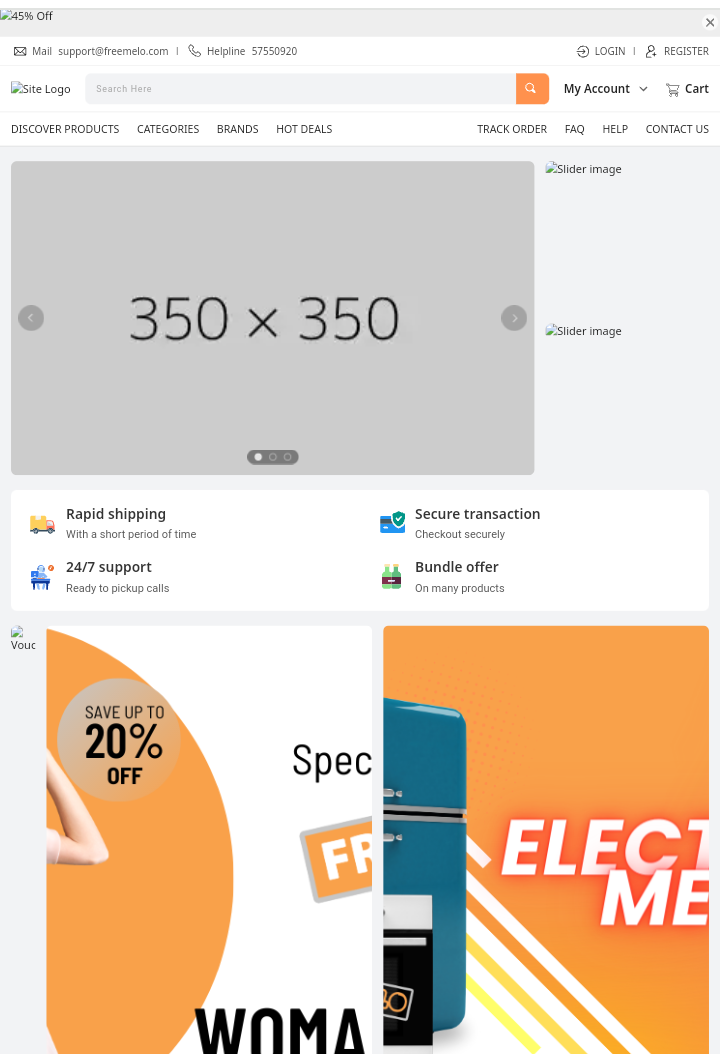 45% Off
Mail support@freemelo.com | Helpline 57550920 LOGIN | REGISTER
Site Logo Search Here My Account Cart
DISCOVER PRODUCTS CATEGORIES BRANDS HOT DEALS TRACK ORDER FAQ HELP CONTACT US
Slider image
350 × 350
Slider image
Rapid shipping
With a short period of time
Secure transaction
Checkout securely
24/7 support
Ready to pickup calls
Bundle offer
On many products
Vouc
SAVE UP TO
20%
OFF
Spec
FR
WOMA
ELECT
ME